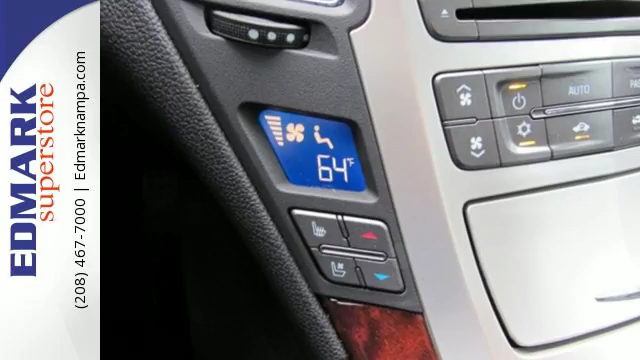 EDMARK
superstore
(208) 467-7000 | Edmarknampa.com
64°F
AUTO